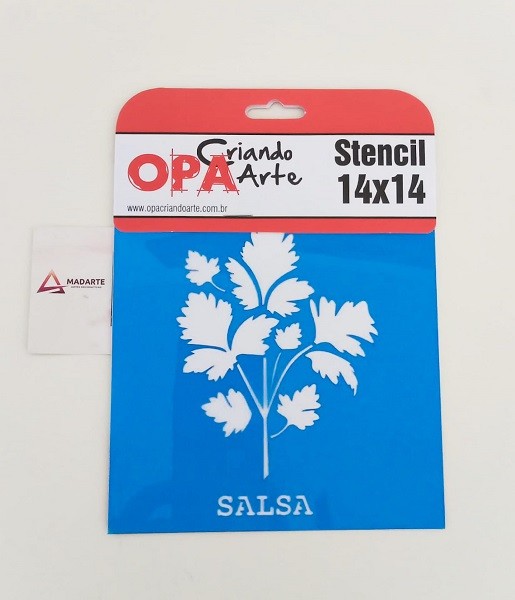 OPA Criando Arte
Stencil
14x14
www.opacriandoarte.com.br
MADARTE
SALSA